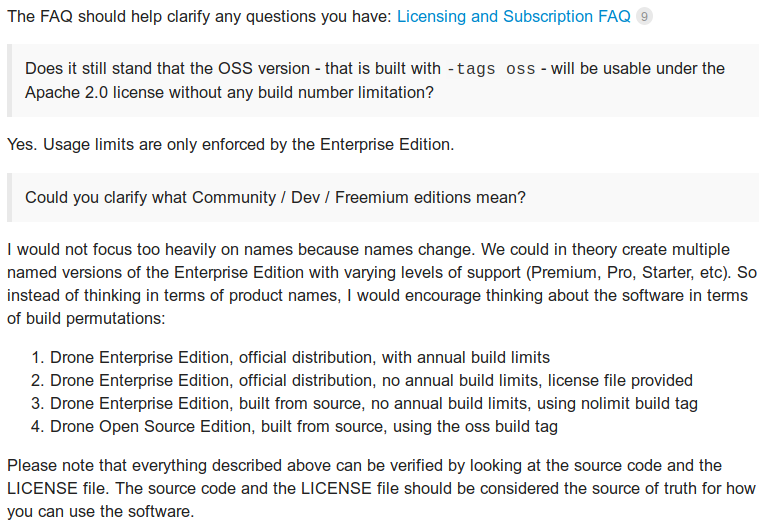 The FAQ should help clarify any questions you have: Licensing and Subscription FAQ 9
Does it still stand that the OSS version - that is built with -tags oss - will be usable under the
Apache 2.0 license without any build number limitation?
Yes. Usage limits are only enforced by the Enterprise Edition.
Could you clarify what Community / Dev / Freemium editions mean?
I would not focus too heavily on names because names change. We could in theory create multiple
named versions of the Enterprise Edition with varying levels of support (Premium, Pro, Starter, etc). So
instead of thinking in terms of product names, I would encourage thinking about the software in terms
of build permutations:
1. Drone Enterprise Edition, official distribution, with annual build limits
2. Drone Enterprise Edition, official distribution, no annual build limits, license file provided
3. Drone Enterprise Edition, built from source, no annual build limits, using nolimit build tag
4. Drone Open Source Edition, built from source, using the oss build tag
Please note that everything described above can be verified by looking at the source code and the
LICENSE file. The source code and the LICENSE file should be considered the source of truth for how
you can use the software.